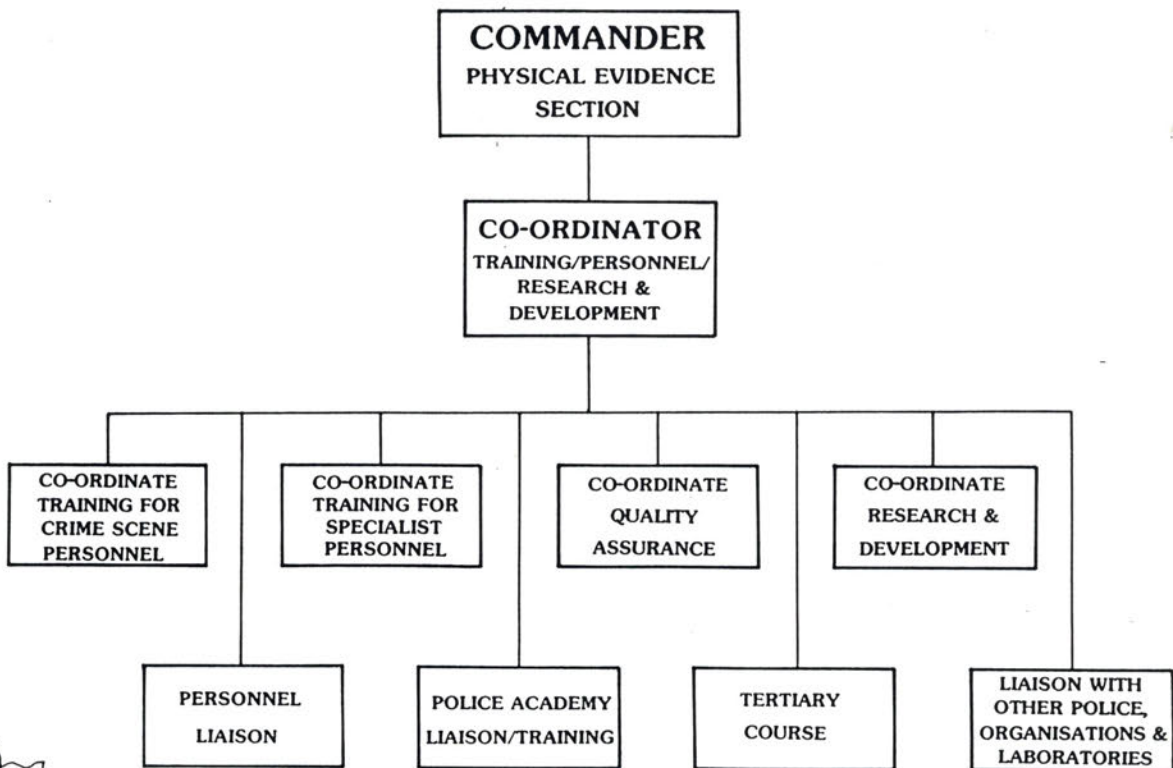 COMMANDER
PHYSICAL EVIDENCE
SECTION
CO-ORDINATOR
TRAINING/PERSONNEL/
RESEARCH &
DEVELOPMENT
CO-ORDINATE
TRAINING FOR
CRIME SCENE
PERSONNEL
CO-ORDINATE
TRAINING FOR
SPECIALIST
PERSONNEL
CO-ORDINATE
QUALITY
ASSURANCE
CO-ORDINATE
RESEARCH &
DEVELOPMENT
PERSONNEL
LIAISON
POLICE ACADEMY
LIAISON/TRAINING
TERTIARY
COURSE
LIAISON WITH
OTHER POLICE,
ORGANISATIONS &
LABORATORIES